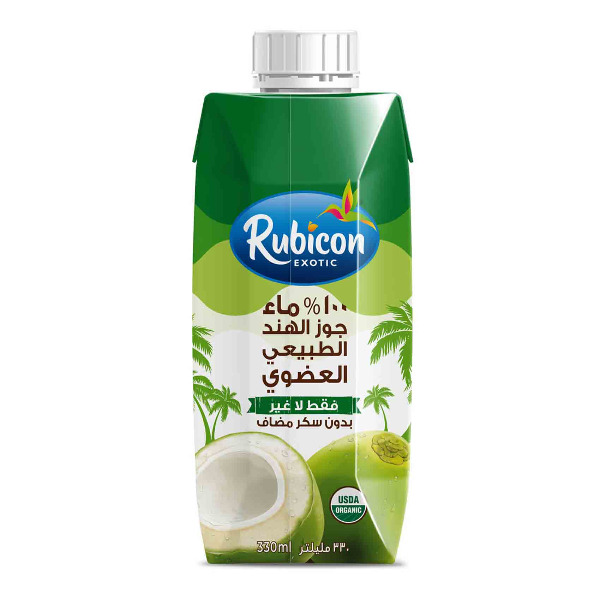 Rubicon
EXOTIC
١٠٠% ماء
جوز الهند
الطبيعي
العضوي
فقط لا غير
بدون سكر مضاف
USDA
ORGANIC
330ml ٣٣٠ مليلتر